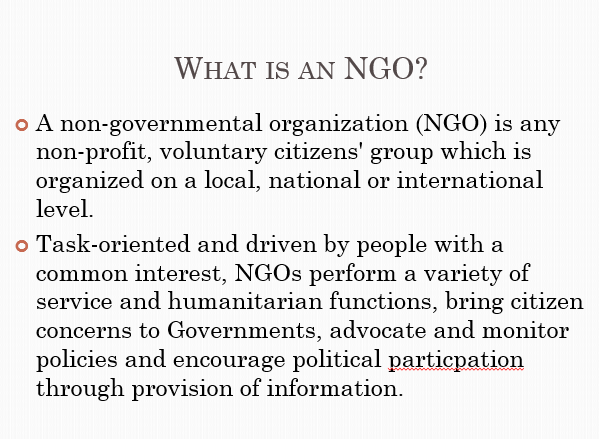 WHAT IS AN NGO?
A non-governmental organization (NGO) is any
non-profit, voluntary citizens' group which is
organized on a local, national or international
level.
Task-oriented and driven by people with a
common interest, NGOs perform a variety of
service and humanitarian functions, bring citizen
concerns to Governments, advocate and monitor
policies and encourage political particpation
through provision of information.